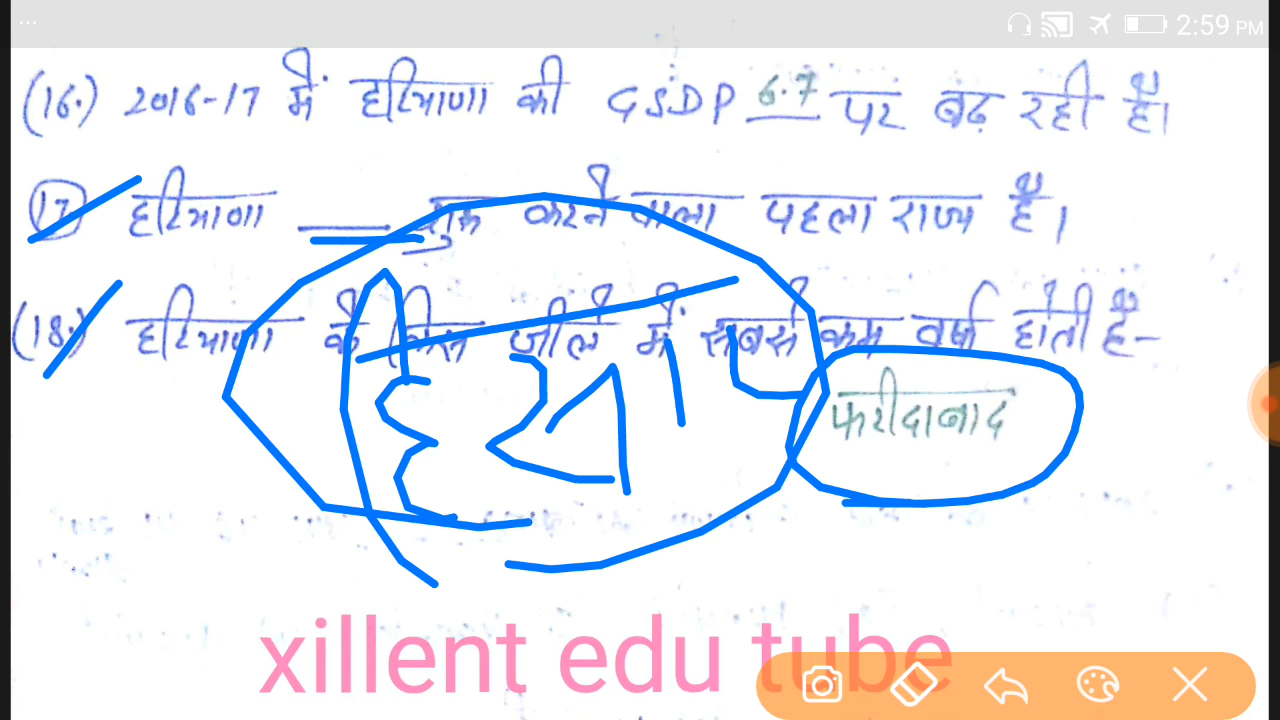 ... 2:59 PM
(16.) 2016-17 में हरियाणा की GSDP 6.7 पर बढ़ रही है।
17 हरियाणा ____ शुरू करने वाला पहला राज्य है।
(18.) हरियाणा के किस जीले में सबसे कम वर्षा होती है-
फरीदाबाद
xillent edu tube